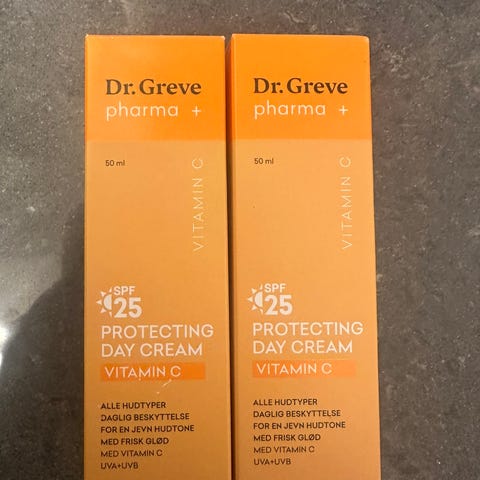 Dr. Greve
pharma +
50 ml
VITAMIN C
SPF
25
PROTECTING
DAY CREAM
VITAMIN C
ALLE HUDTYPER
DAGLIG BESKYTTELSE
FOR EN JEVN HUDTONE
MED FRISK GLØD
MED VITAMIN C
UVA+UVB
Dr. Greve
pharma +
50 ml
VITAMIN C
SPF
25
PROTECTING
DAY CREAM
VITAMIN C
ALLE HUDTYPER
DAGLIG BESKYTTELSE
FOR EN JEVN HUDTONE
MED FRISK GLØD
MED VITAMIN C
UVA+UVB